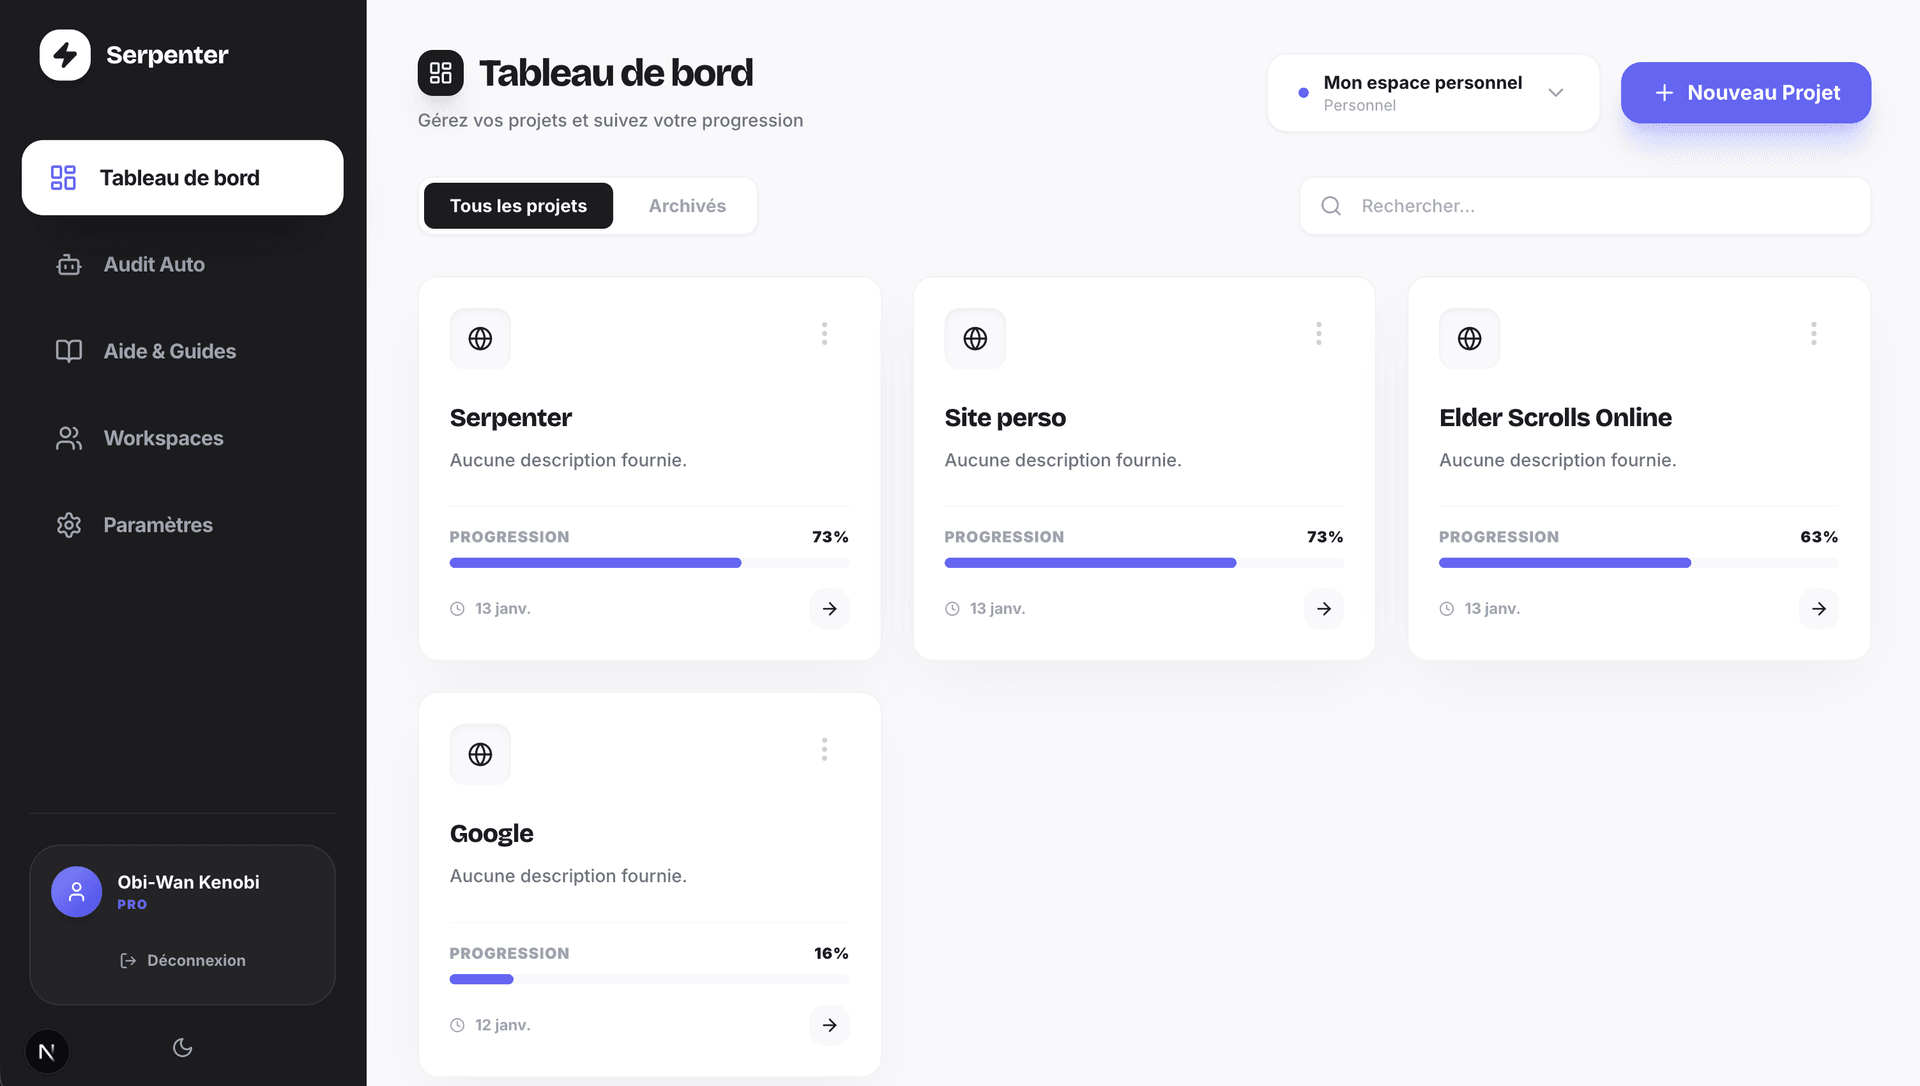 Serpenter
Tableau de bord
Audit Auto
Aide & Guides
Workspaces
Paramètres
Obi-Wan Kenobi
PRO
Déconnexion
N
Tableau de bord
Gérez vos projets et suivez votre progression
Mon espace personnel
Personnel
Nouveau Projet
Tous les projets
Archivés
Rechercher...
Serpenter
Aucune description fournie.
PROGRESSION 73%
13 janv.
Site perso
Aucune description fournie.
PROGRESSION 73%
13 janv.
Elder Scrolls Online
Aucune description fournie.
PROGRESSION 63%
13 janv.
Google
Aucune description fournie.
PROGRESSION 16%
12 janv.